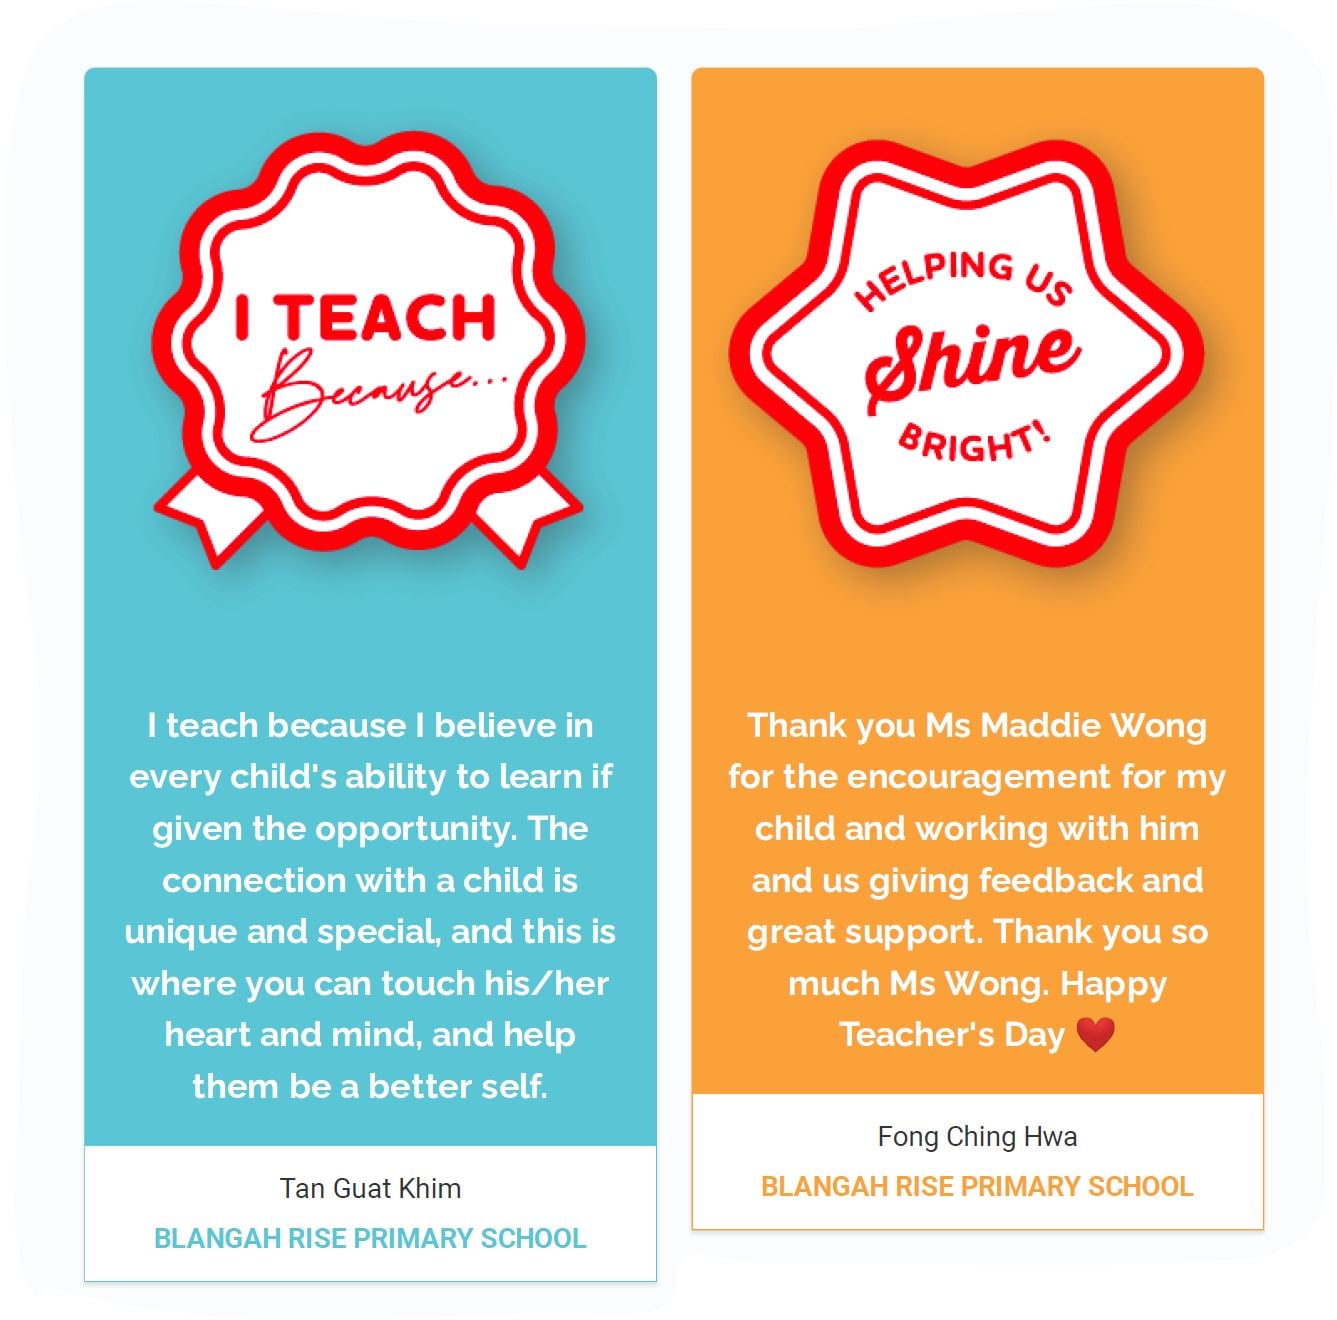 I TEACH
Because...
I teach because I believe in
every child's ability to learn if
given the opportunity. The
connection with a child is
unique and special, and this is
where you can touch his/her
heart and mind, and help
them be a better self.
Tan Guat Khim
BLANGAH RISE PRIMARY SCHOOL
HELPING US
Shine
BRIGHT!
Thank you Ms Maddie Wong
for the encouragement for my
child and working with him
and us giving feedback and
great support. Thank you so
much Ms Wong. Happy
Teacher's Day ❤️
Fong Ching Hwa
BLANGAH RISE PRIMARY SCHOOL